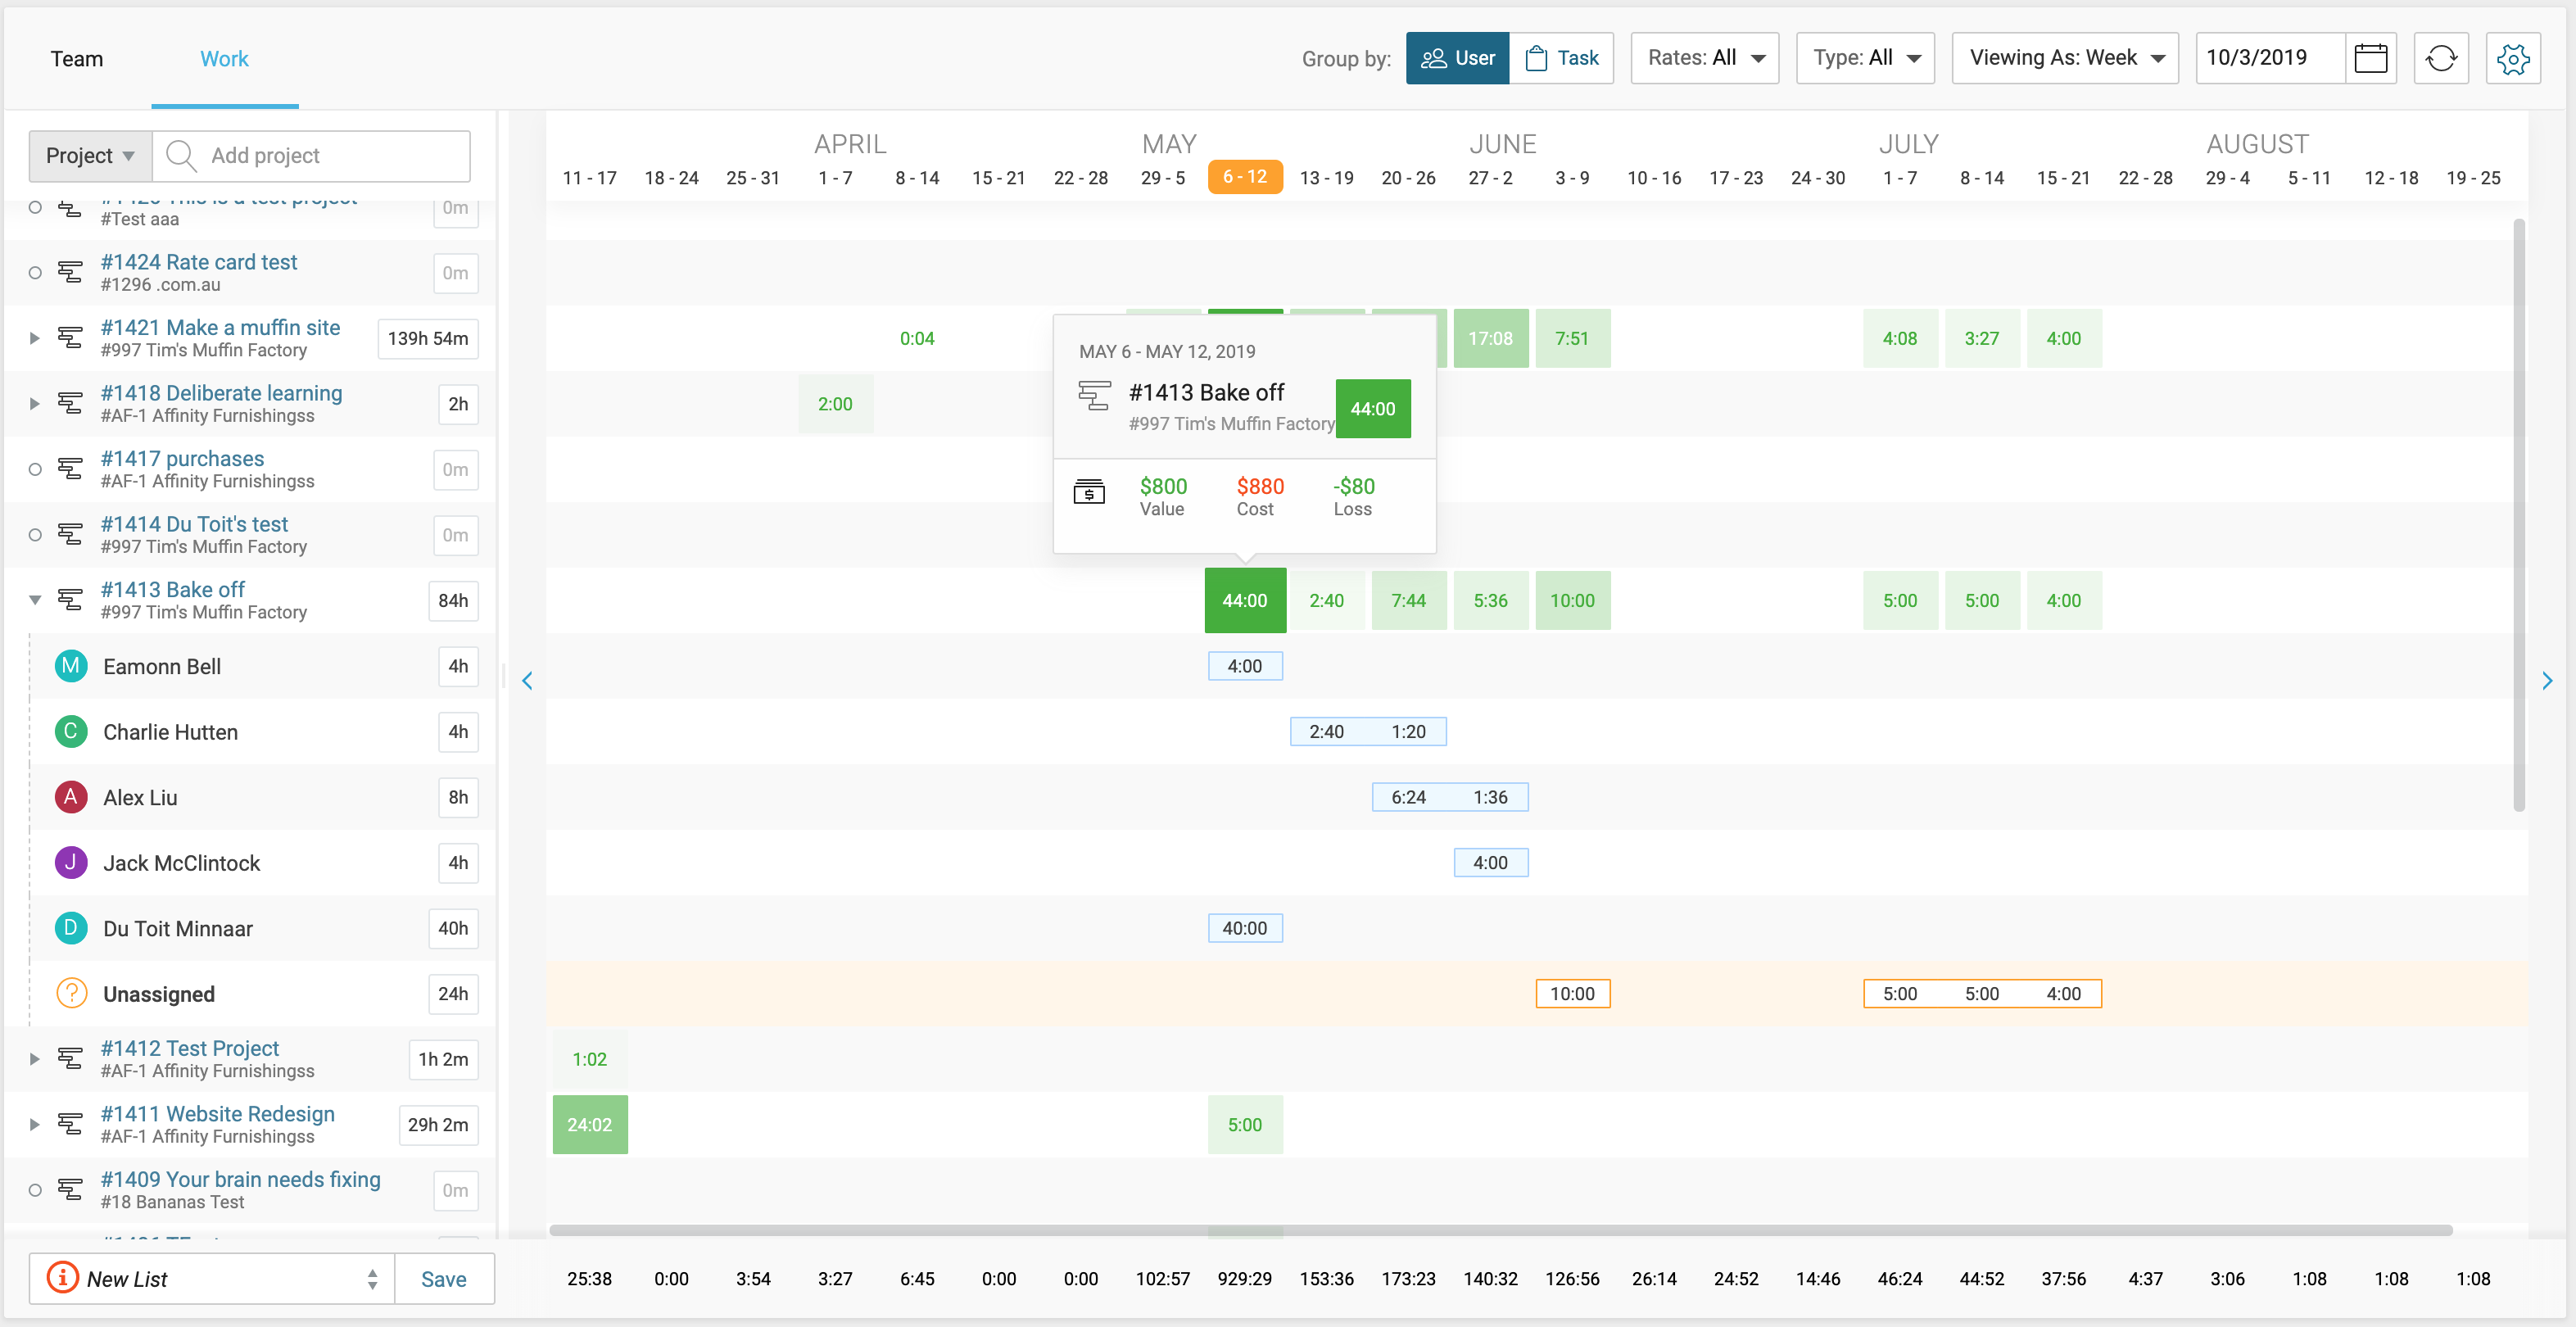 Team Work Group by: User Task Rates: All Type: All Viewing As: Week 10/3/2019
Project Add project
APRIL MAY JUNE JULY AUGUST
11 - 17 18 - 24 25 - 31 1 - 7 8 - 14 15 - 21 22 - 28 29 - 5 6 - 12 13 - 19 20 - 26 27 - 2 3 - 9 10 - 16 17 - 23 24 - 30 1 - 7 8 - 14 15 - 21 22 - 28 29 - 4 5 - 11 12 - 18 19 - 25
This is a test project 0m
#Test aaa
#1424 Rate card test 0m
#1296 .com.au
#1421 Make a muffin site 139h 54m 0:04 17:08 7:51 4:08 3:27 4:00
#997 Tim's Muffin Factory
MAY 6 - MAY 12, 2019
#1413 Bake off 44:00
#997 Tim's Muffin Factory
$800 $880 -$80
Value Cost Loss
#1418 Deliberate learning 2h 2:00
#AF-1 Affinity Furnishingss
#1417 purchases 0m
#AF-1 Affinity Furnishingss
#1414 Du Toit's test 0m
#997 Tim's Muffin Factory
#1413 Bake off 84h 44:00 2:40 7:44 5:36 10:00 5:00 5:00 4:00
#997 Tim's Muffin Factory
M Eamonn Bell 4h 4:00
C Charlie Hutten 4h 2:40 1:20
A Alex Liu 8h 6:24 1:36
J Jack McClintock 4h 4:00
D Du Toit Minnaar 40h 40:00
? Unassigned 24h 10:00 5:00 5:00 4:00
#1412 Test Project 1h 2m 1:02
#AF-1 Affinity Furnishingss
#1411 Website Redesign 29h 2m 24:02 5:00
#AF-1 Affinity Furnishingss
#1409 Your brain needs fixing 0m
#18 Bananas Test
New List Save 25:38 0:00 3:54 3:27 6:45 0:00 0:00 102:57 929:29 153:36 173:23 140:32 126:56 26:14 24:52 14:46 46:24 44:52 37:56 4:37 3:06 1:08 1:08 1:08